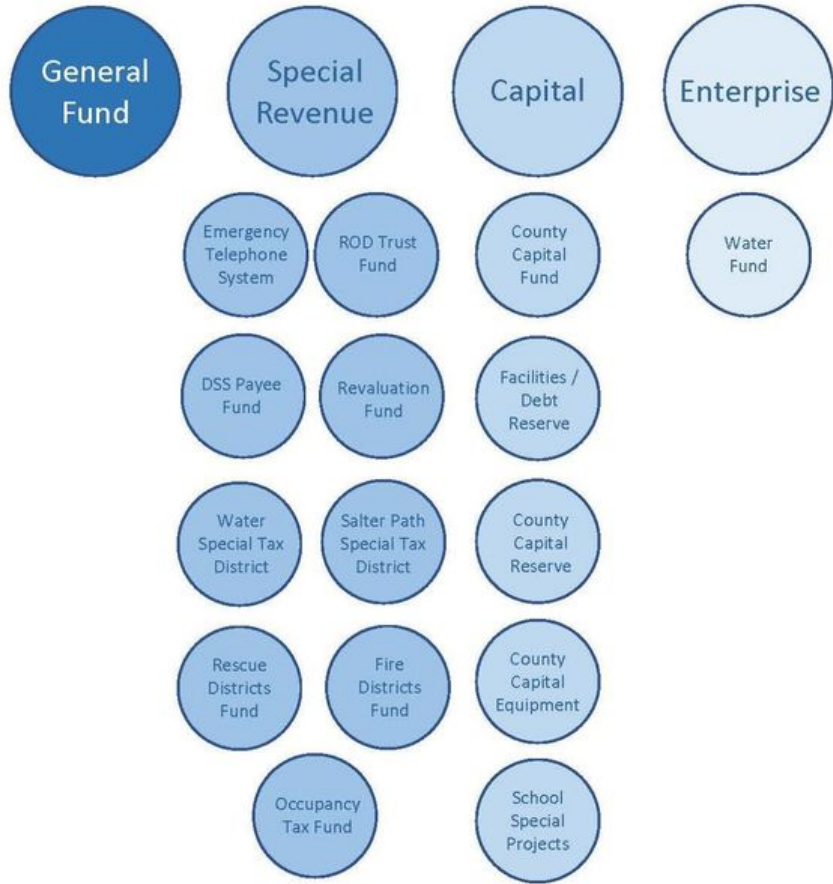 General
Fund
Special
Revenue
Capital
Enterprise
Emergency
Telephone
System
ROD Trust
Fund
County
Capital
Fund
Water
Fund
DSS Payee
Fund
Revaluation
Fund
Facilities /
Debt
Reserve
Water
Special Tax
District
Salter Path
Special Tax
District
County
Capital
Reserve
Rescue
Districts
Fund
Fire
Districts
Fund
County
Capital
Equipment
Occupancy
Tax Fund
School
Special
Projects